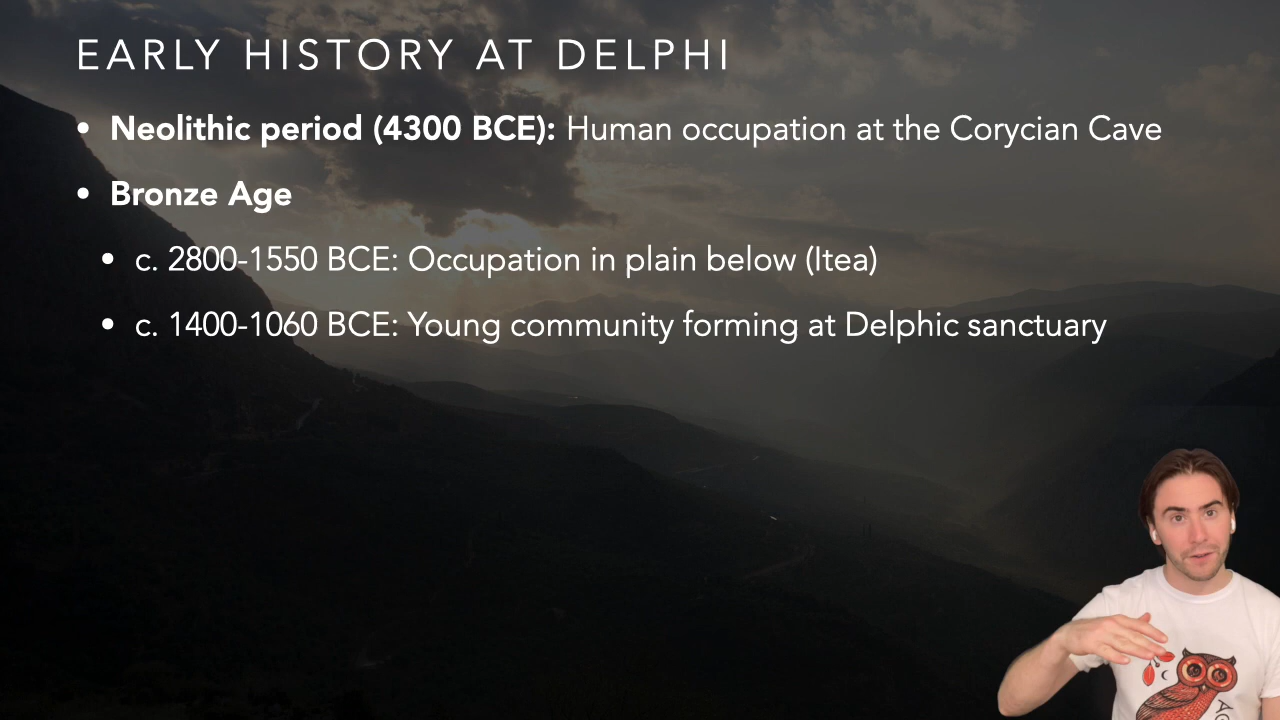 EARLY HISTORY AT DELPHI
• Neolithic period (4300 BCE): Human occupation at the Corycian Cave
• Bronze Age
• c. 2800-1550 BCE: Occupation in plain below (Itea)
• c. 1400-1060 BCE: Young community forming at Delphic sanctuary